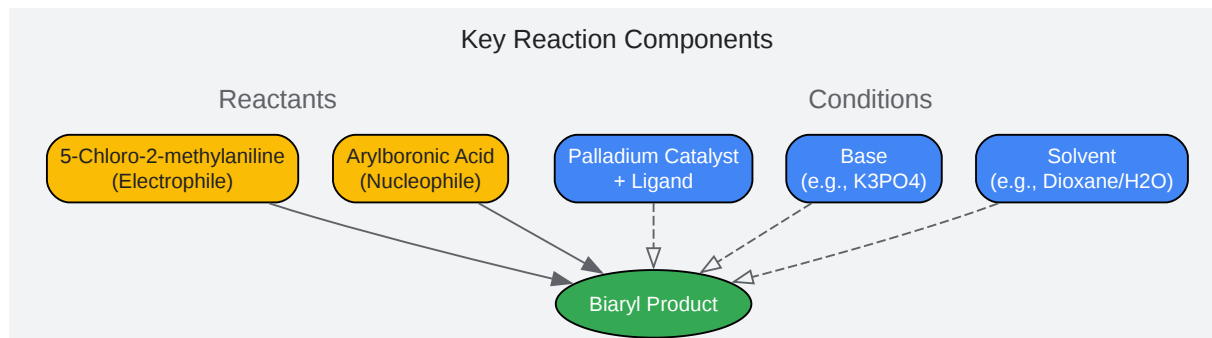 Key Reaction Components
Reactants
Conditions
5-Chloro-2-methylaniline
(Electrophile)
Arylboronic Acid
(Nucleophile)
Palladium Catalyst
+ Ligand
Base
(e.g., K3PO4)
Solvent
(e.g., Dioxane/H2O)
Biaryl Product